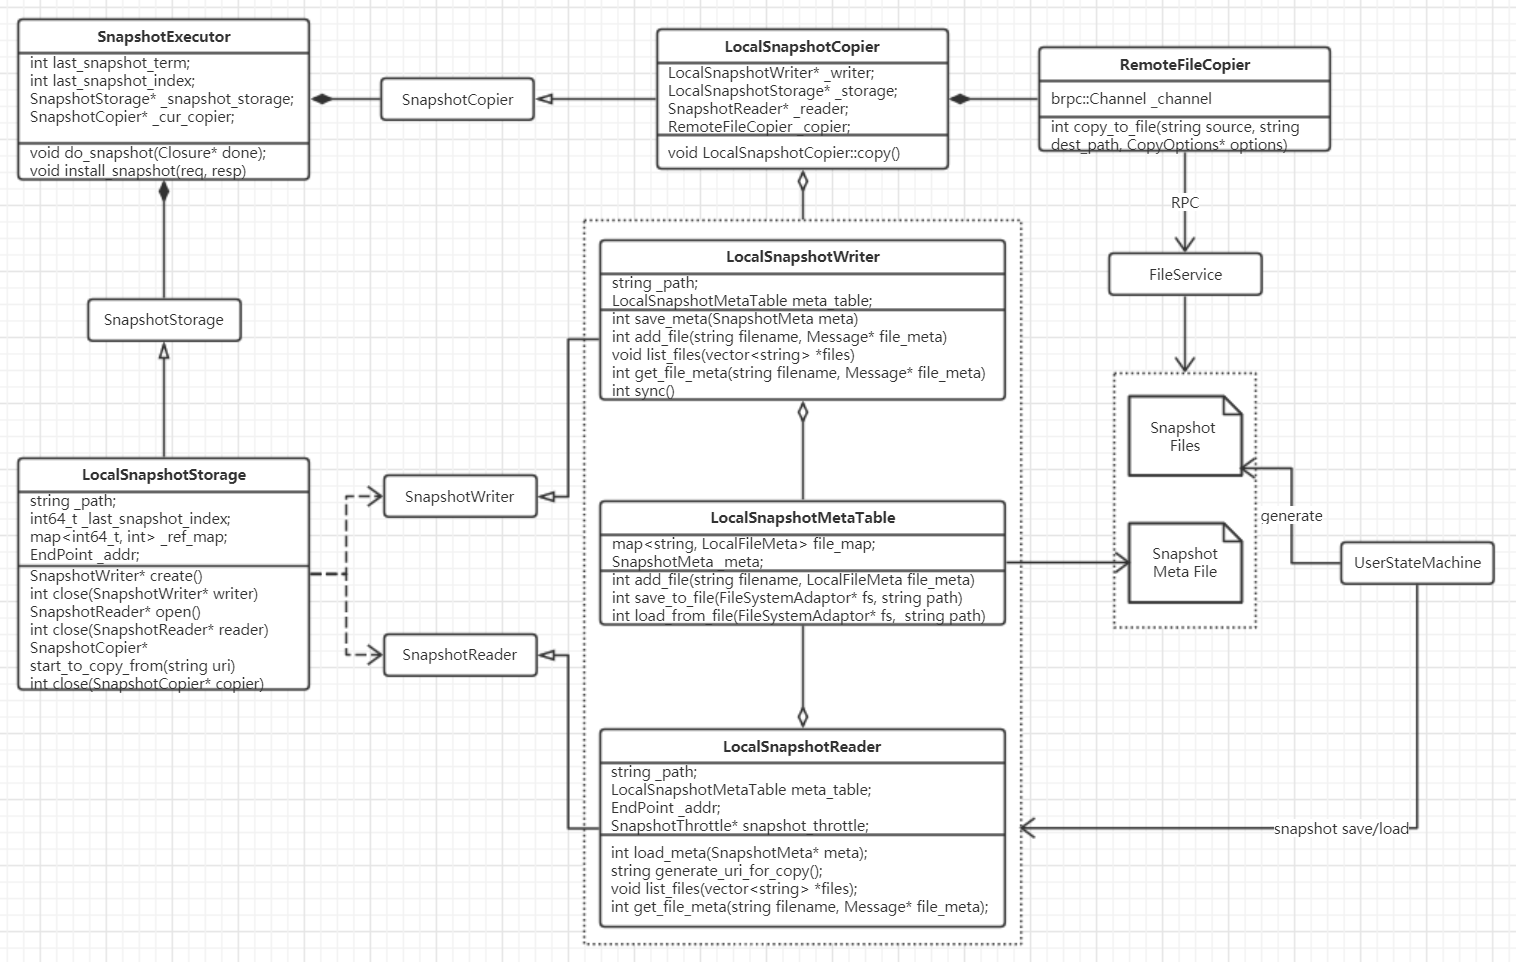 SnapshotExecutor
int last_snapshot_term;
int last_snapshot_index;
SnapshotStorage* _snapshot_storage;
SnapshotCopier* _cur_copier;
void do_snapshot(Closure* done);
void install_snapshot(req, resp)
SnapshotCopier
LocalSnapshotCopier
LocalSnapshotWriter* _writer;
LocalSnapshotStorage* _storage;
SnapshotReader* _reader;
RemoteFileCopier _copier;
void LocalSnapshotCopier::copy()
RemoteFileCopier
brpc::Channel _channel
int copy_to_file(string source, string
dest_path, CopyOptions* options)
RPC
FileService
SnapshotStorage
LocalSnapshotWriter
string _path;
LocalSnapshotMetaTable meta_table;
int save_meta(SnapshotMeta meta)
int add_file(string filename, Message* file_meta)
void list_files(vector<string> *files)
int get_file_meta(string filename, Message* file_meta)
int sync()
Snapshot
Files
generate
Snapshot
Meta File
UserStateMachine
LocalSnapshotStorage
string _path;
int64_t _last_snapshot_index;
map<int64_t, int> _ref_map;
EndPoint _addr;
SnapshotWriter* create()
int close(SnapshotWriter* writer)
SnapshotReader* open()
int close(SnapshotReader* reader)
SnapshotCopier*
start_to_copy_from(string uri)
int close(SnapshotCopier* copier)
SnapshotWriter
SnapshotReader
LocalSnapshotMetaTable
map<string, LocalFileMeta> file_map;
SnapshotMeta _meta;
int add_file(string filename, LocalFileMeta file_meta)
int save_to_file(FileSystemAdaptor* fs, string path)
int load_from_file(FileSystemAdaptor* fs,  string path)
LocalSnapshotReader
string _path;
LocalSnapshotMetaTable meta_table;
EndPoint _addr;
SnapshotThrottle* snapshot_throttle;
int load_meta(SnapshotMeta* meta);
string generate_uri_for_copy();
void list_files(vector<string> *files);
int get_file_meta(string filename, Message* file_meta);
snapshot save/load